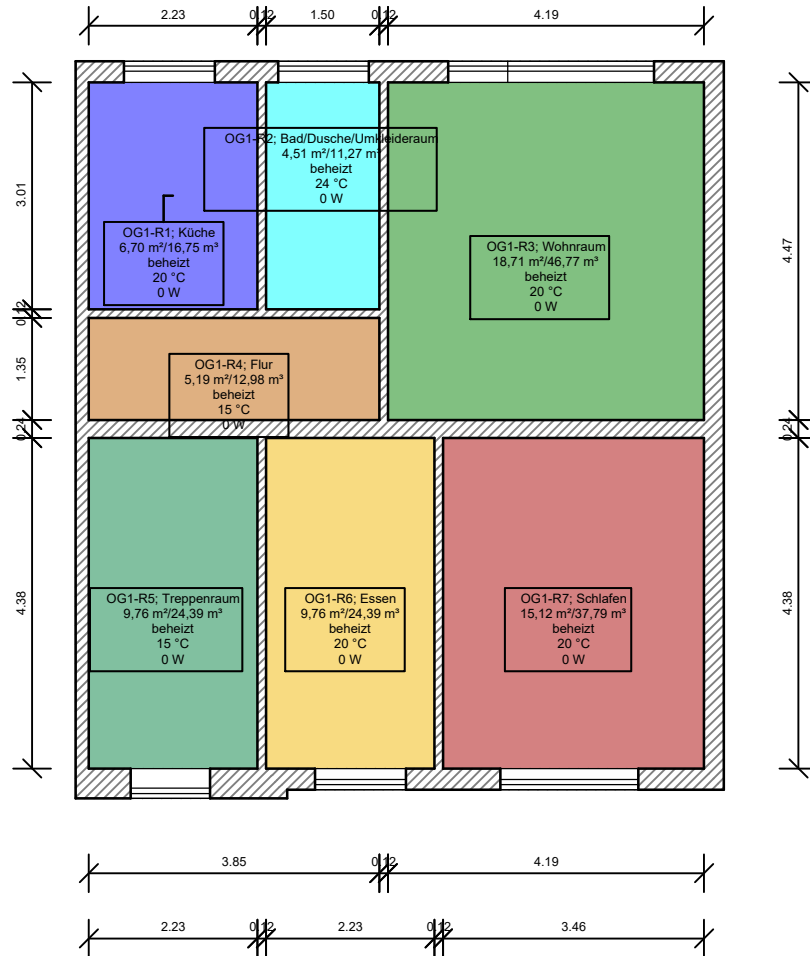 2.23
0.12
1.50
0.12
4.19
3.01
0.12
1.35
0.24
4.38
4.47
0.24
4.38
OG1-R2; Bad/Dusche/Umkleideraum
4,51 m²/11,27 m³
beheizt
24 °C
0 W
OG1-R1; Küche
6,70 m²/16,75 m³
beheizt
20 °C
0 W
OG1-R3; Wohnraum
18,71 m²/46,77 m³
beheizt
20 °C
0 W
OG1-R4; Flur
5,19 m²/12,98 m³
beheizt
15 °C
0 W
OG1-R5; Treppenraum
9,76 m²/24,39 m³
beheizt
15 °C
0 W
OG1-R6; Essen
9,76 m²/24,39 m³
beheizt
20 °C
0 W
OG1-R7; Schlafen
15,12 m²/37,79 m³
beheizt
20 °C
0 W
3.85
0.12
4.19
2.23
0.12
2.23
0.12
3.46